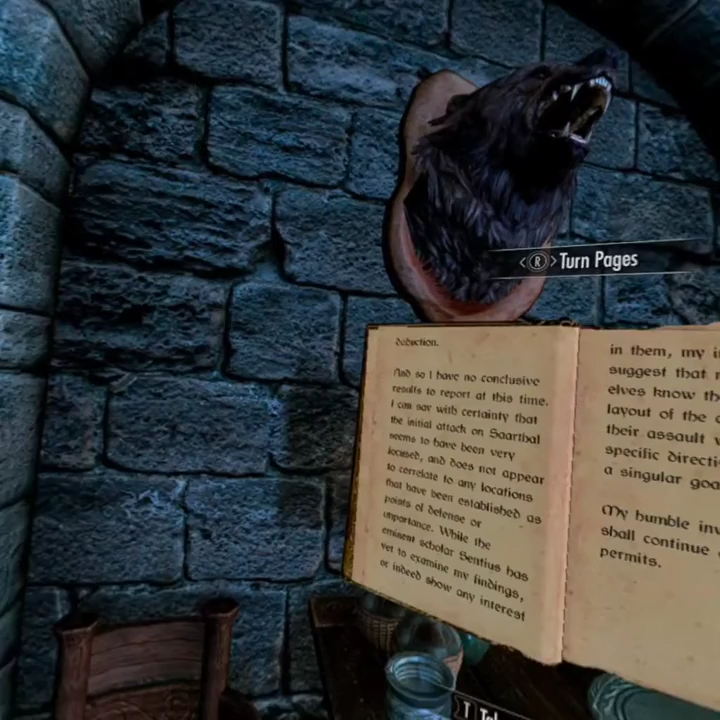 <R> Turn Pages
deduction.
And so I have no conclusive
results to report at this time.
I can say with certainty that
the initial attack on Saarthal
seems to have been very
focused, and does not appear
to correlate to any locations
that have been established as
points of defense or
importance. While the
eminent scholar Sentius has
yet to examine my findings,
or indeed show any interest
in them, my
suggest that
elves know
layout of the
their assault
specific
a singular
My humble
shall continue
permits.
T